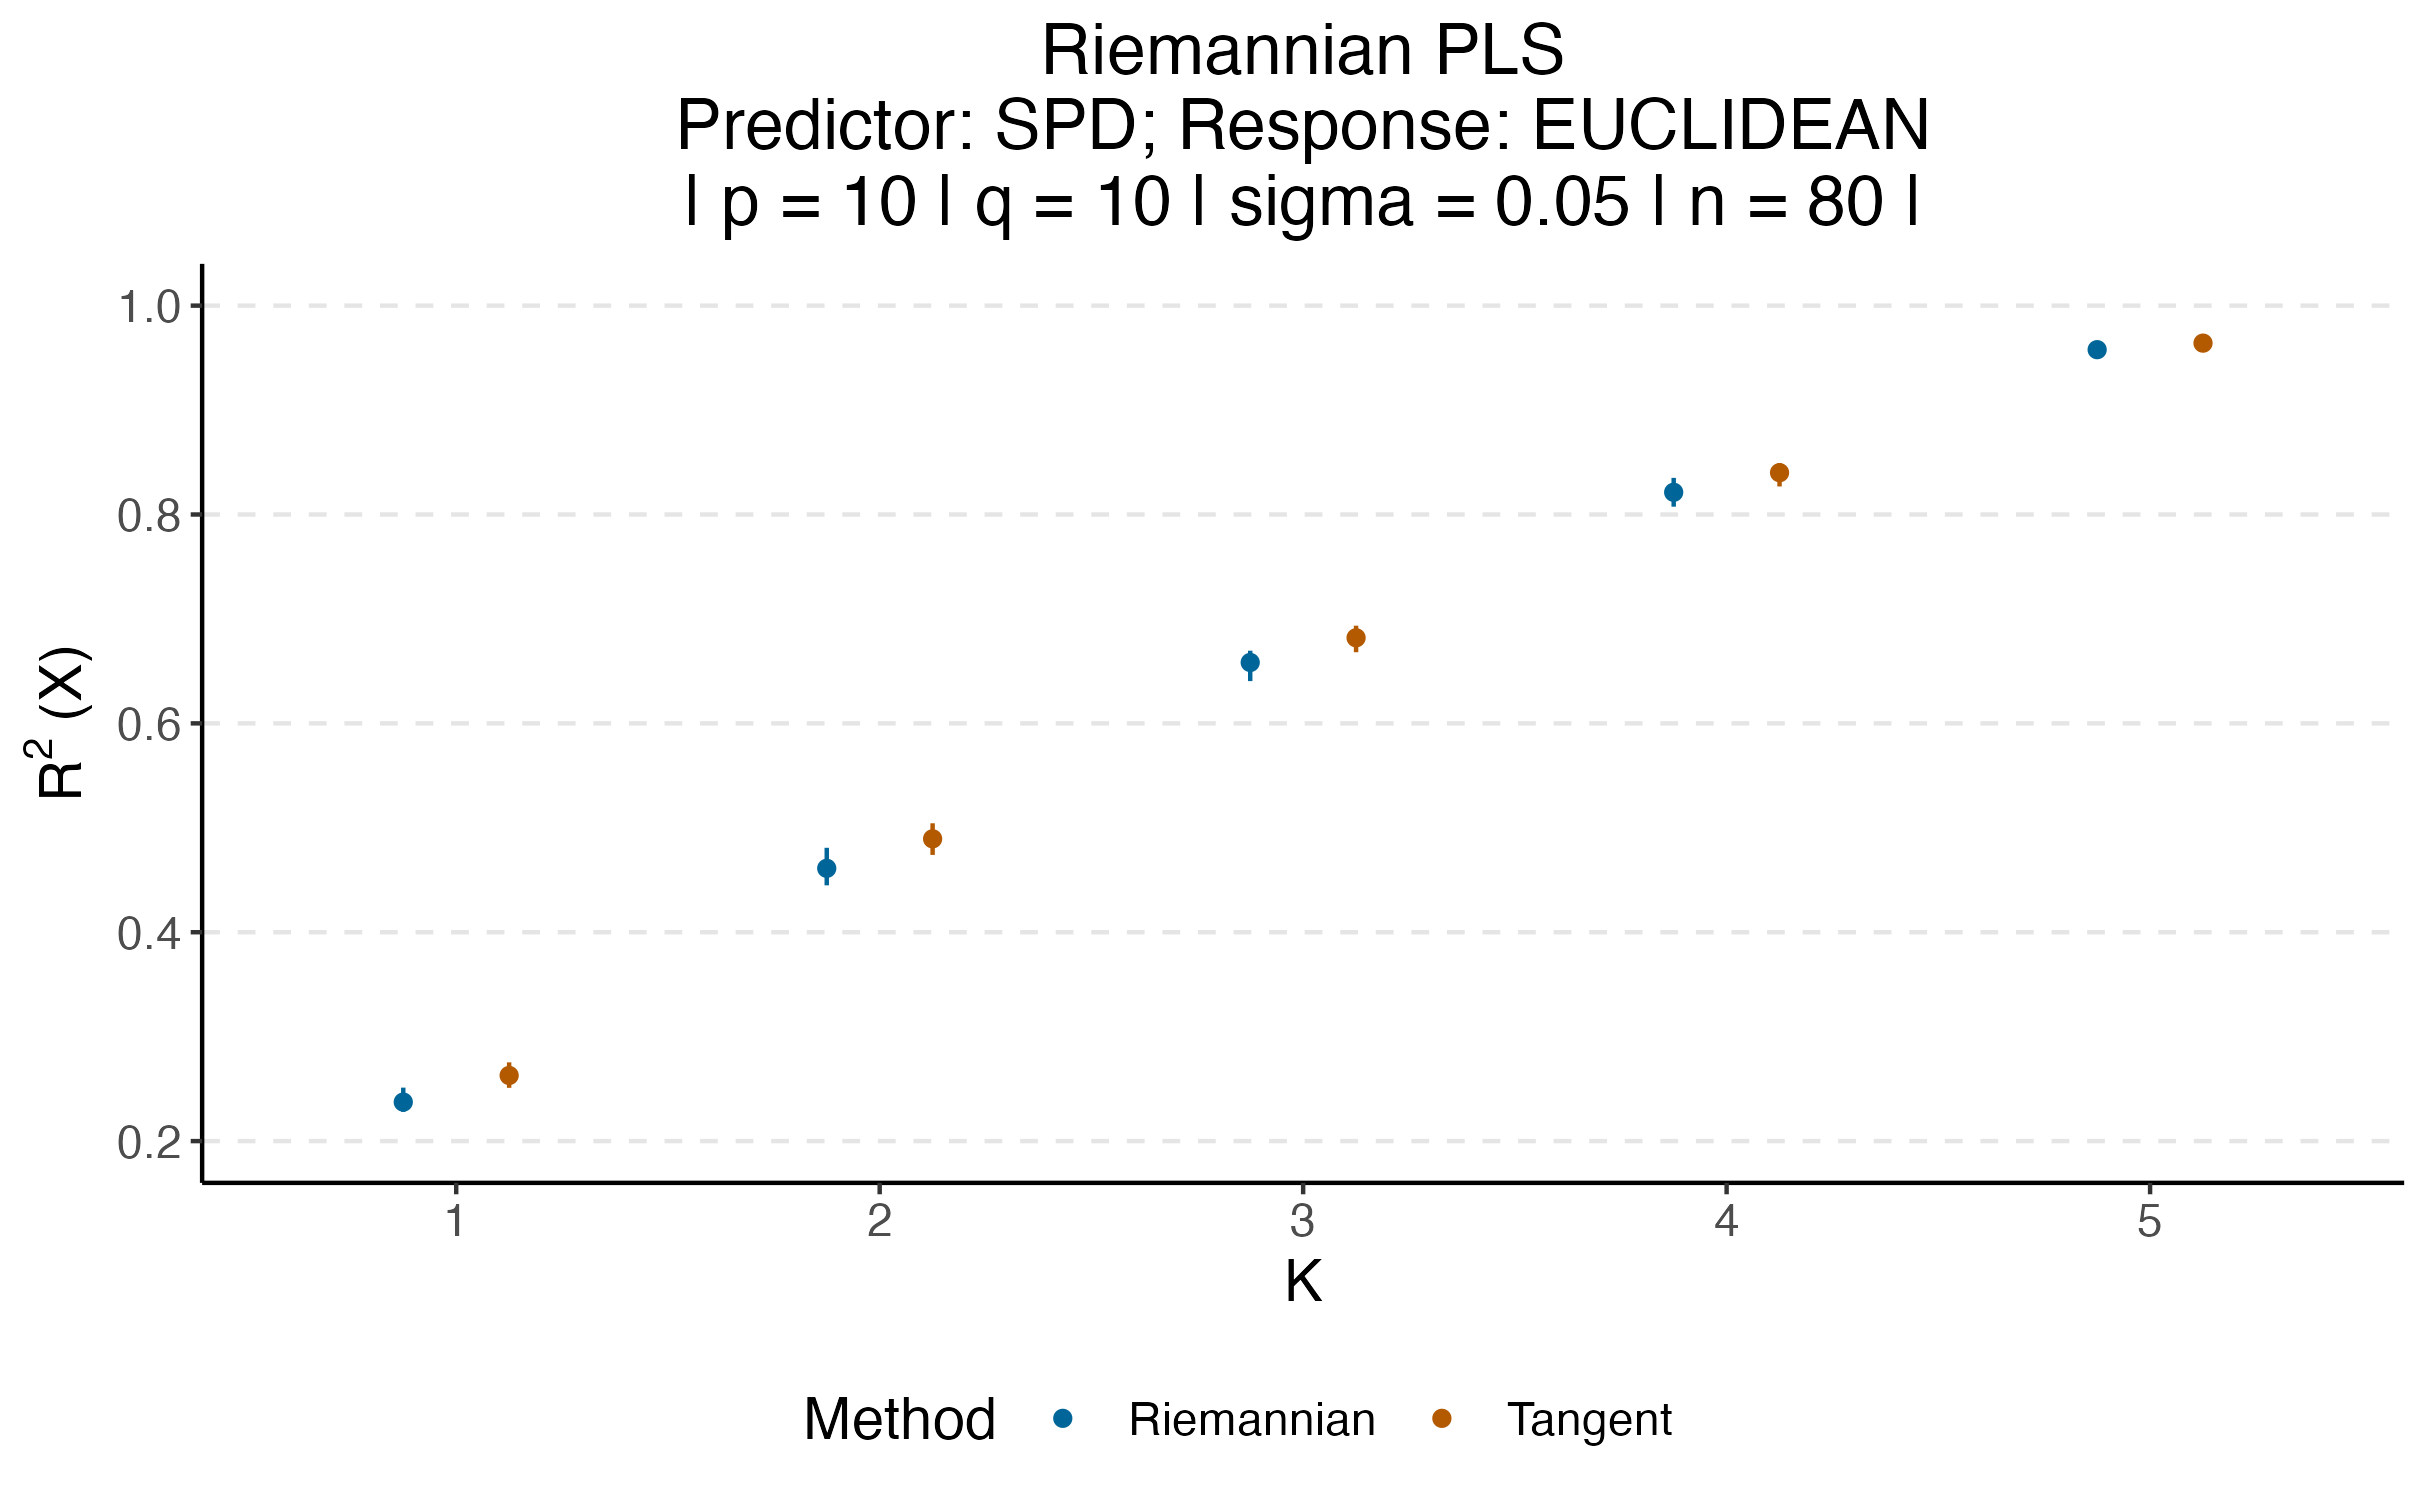 Riemannian PLS
Predictor: SPD; Response: EUCLIDEAN
| p = 10 | q = 10 | sigma = 0.05 | n = 80 |
1.0
0.8
0.6
0.4
0.2
R² (X)
1 2 3 4 5
K
Method Riemannian Tangent